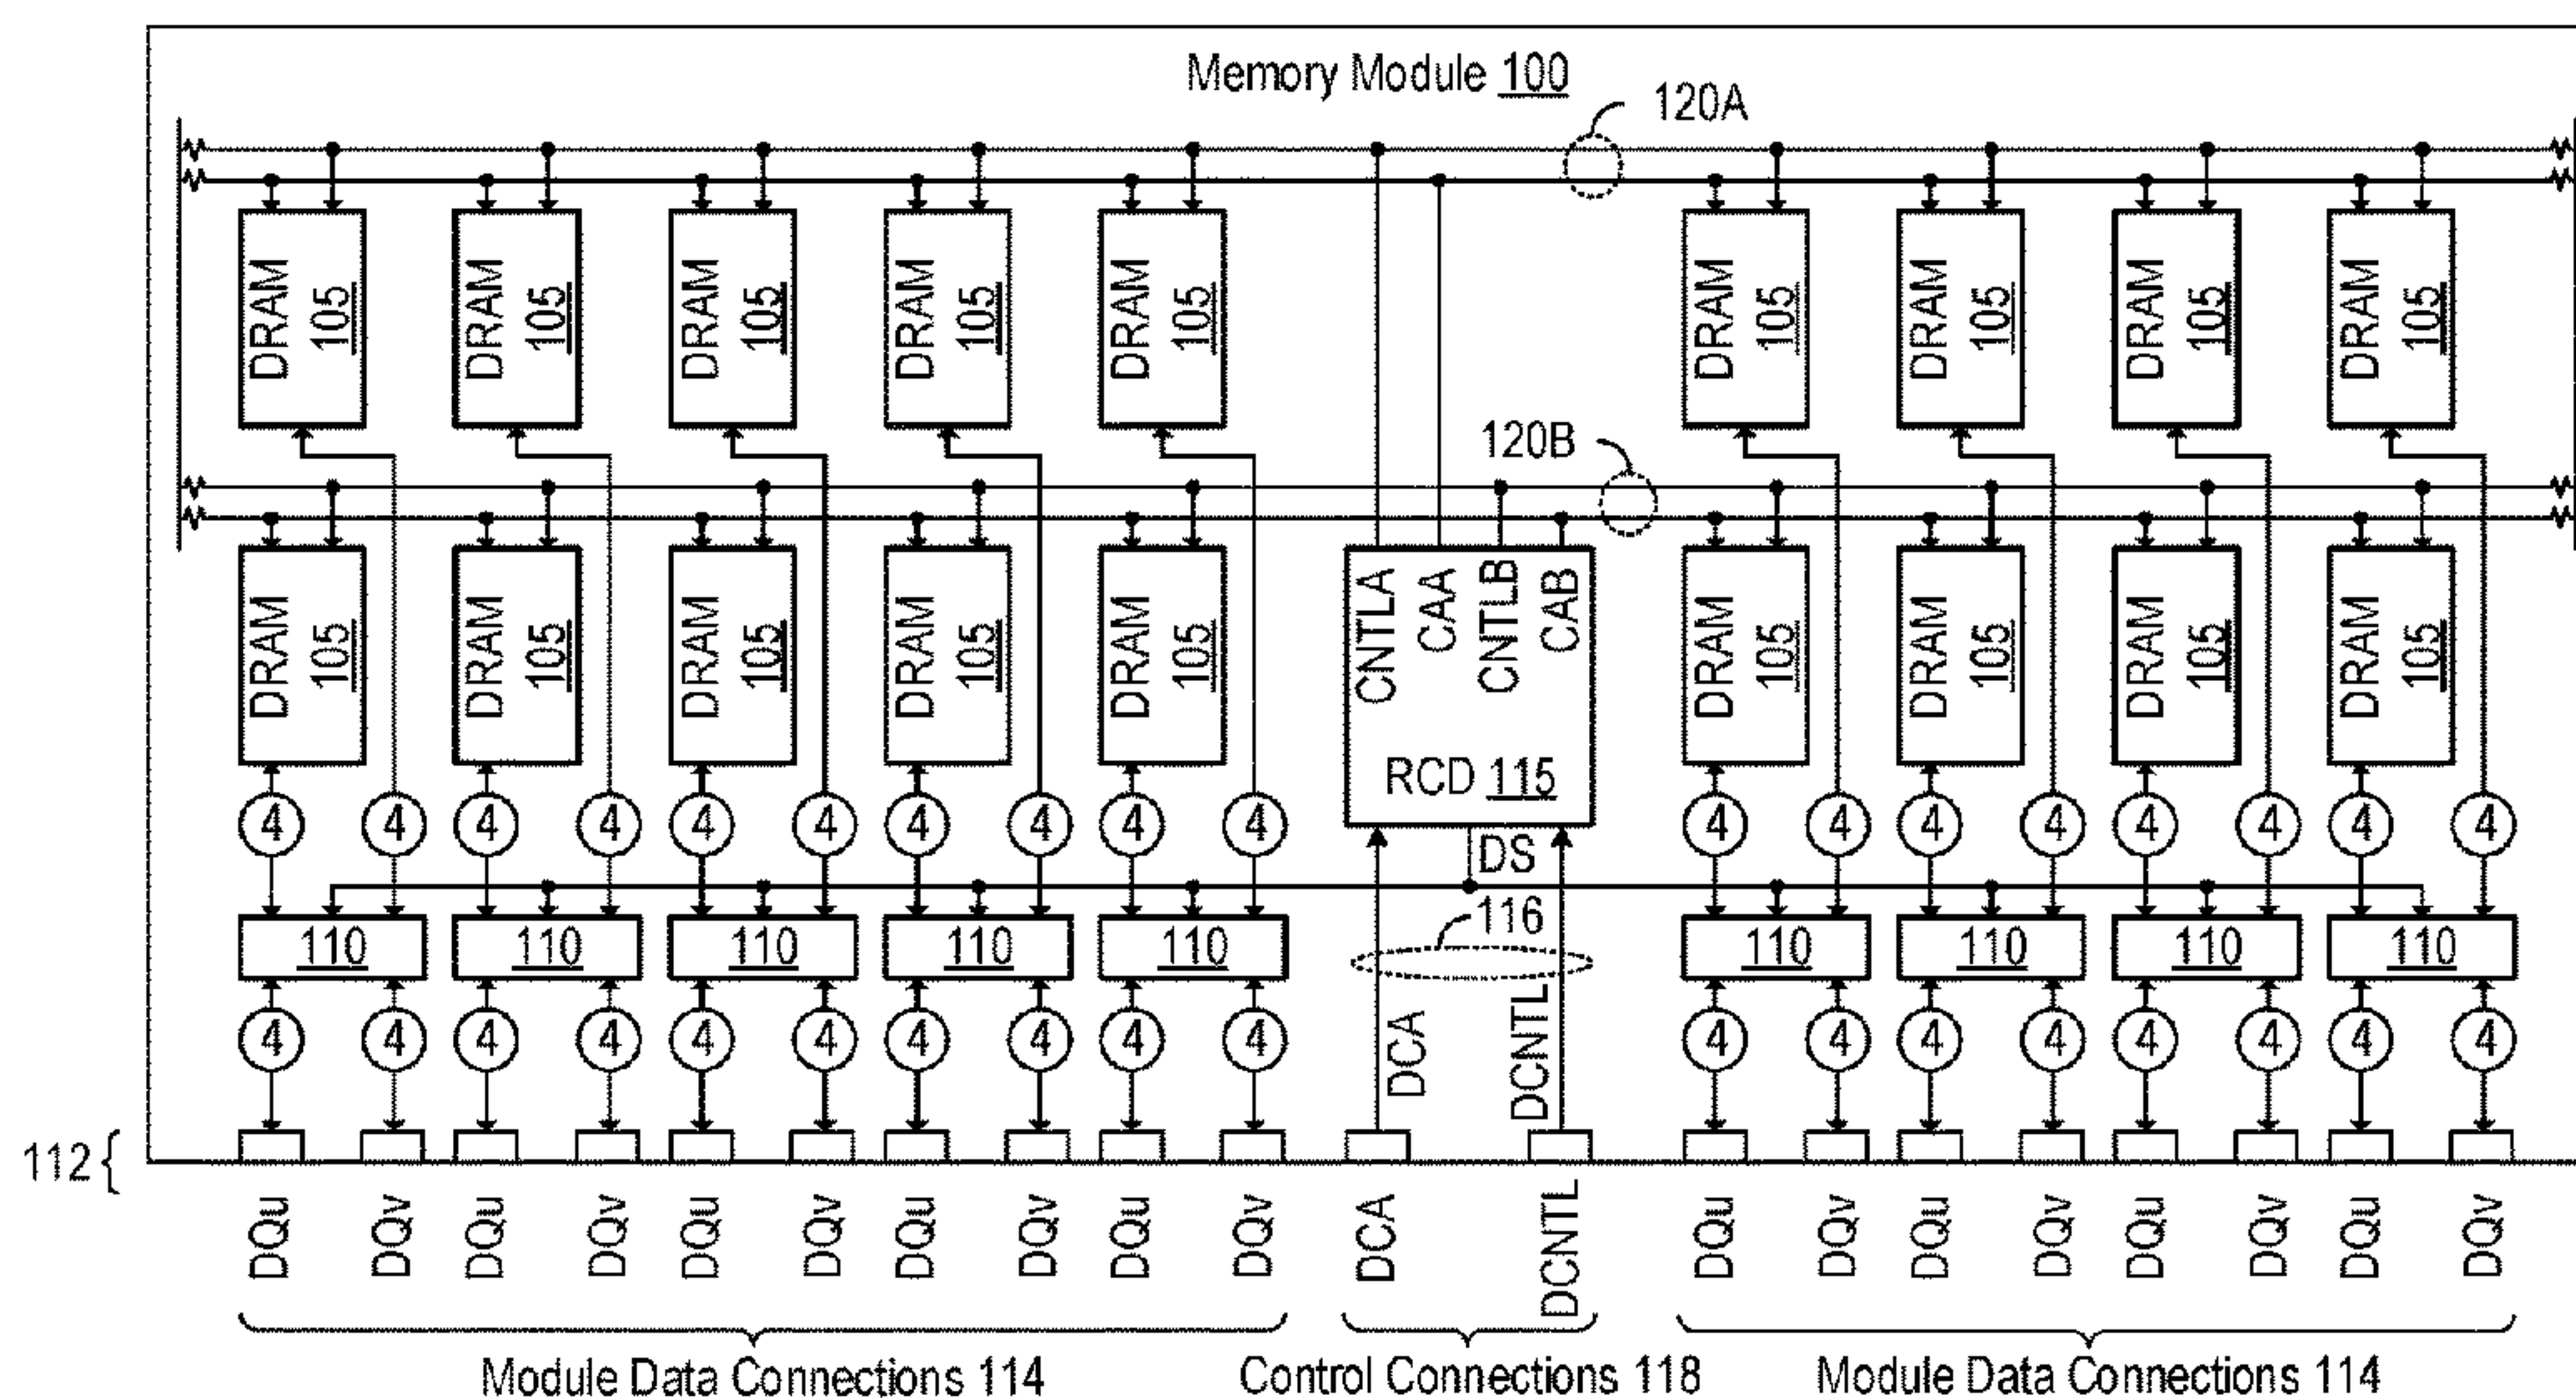 Memory Module 100
120A
DRAM 105 DRAM 105 DRAM 105 DRAM 105 DRAM 105 DRAM 105 DRAM 105 DRAM 105 DRAM 105
120B
DRAM 105 DRAM 105 DRAM 105 DRAM 105 DRAM 105 CNTLA CAA CNTLB CAB DRAM 105 DRAM 105 DRAM 105 DRAM 105
RCD 115
4 4 4 4 4 4 4 4 4 4 4 4 4 4 4 4 4 4
DS
116
110 110 110 110 110 110 110 110 110
4 4 4 4 4 4 4 4 4 4 DCA DCNTL 4 4 4 4 4 4 4 4
112
DQu DQv DQu DQv DQu DQv DQu DQv DQu DQv DCA DCNTL DQu DQv DQu DQv DQu DQv DQu DQv
Module Data Connections 114 Control Connections 118 Module Data Connections 114